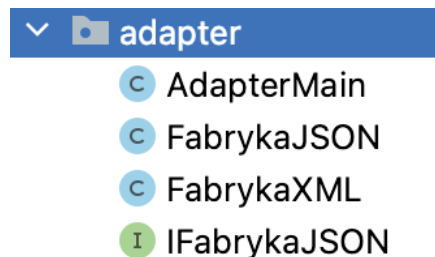 adapter
C AdapterMain
C FabrykaJSON
C FabrykaXML
I IFabrykaJSON